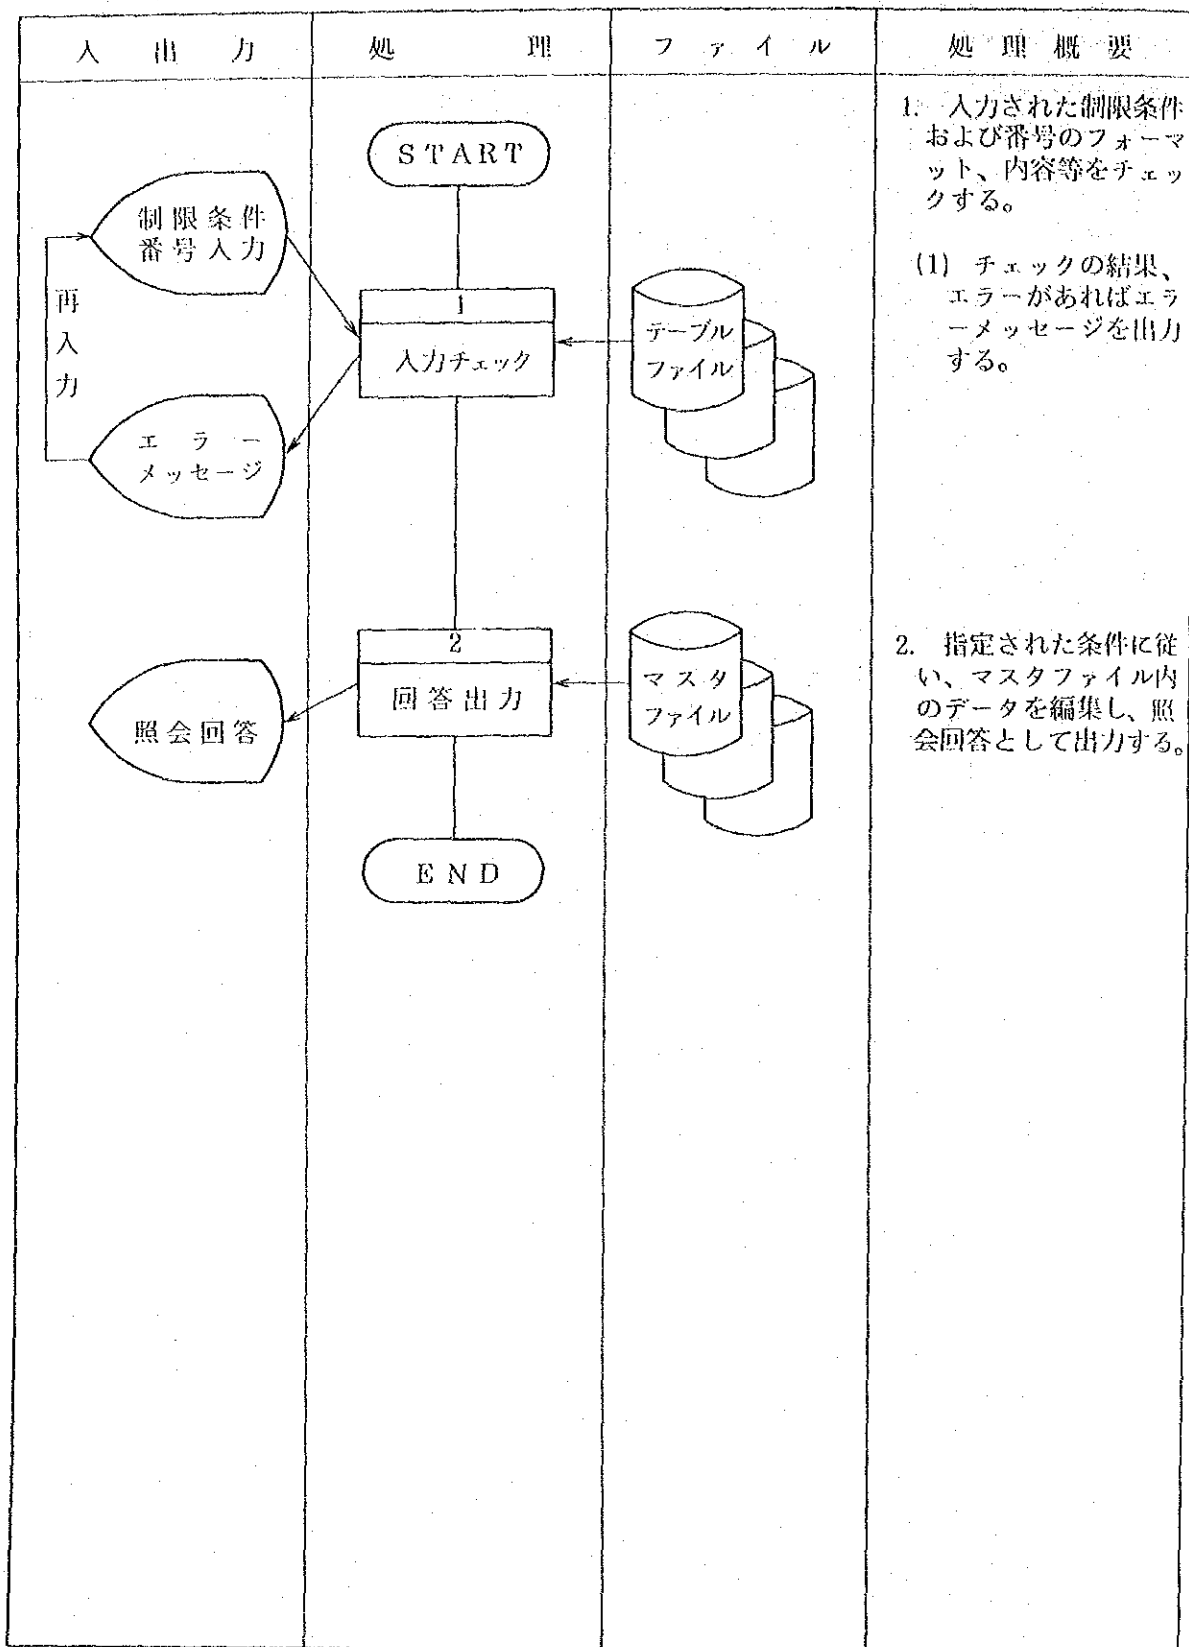 入出力
処理
ファイル
処理概要
START
制限条件
番号入力
再入力
1
入力チェック
テーブル
ファイル
エラー
メッセージ
2
回答出力
マスタ
ファイル
照会回答
END
1. 入力された制限条件
および番号のフォーマ
ット、内容等をチェッ
クする。
(1) チェックの結果、
エラーがあればエラ
ーメッセージを出力
する。
2. 指定された条件に従
い、マスタファイル内
のデータを編集し、照
会回答として出力する。